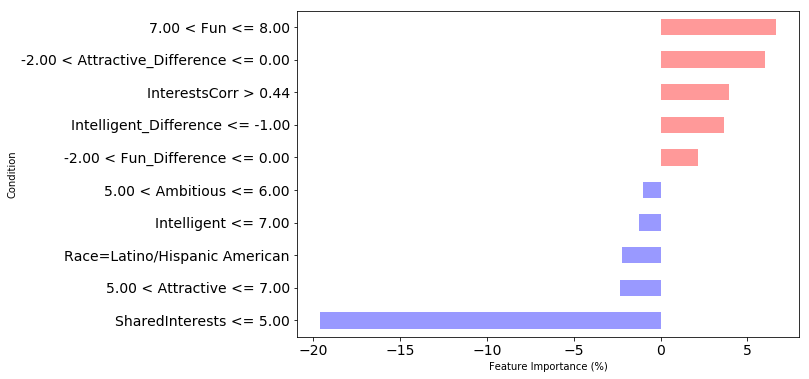 7.00 < Fun <= 8.00
-2.00 < Attractive_Difference <= 0.00
InterestsCorr > 0.44
Intelligent_Difference <= -1.00
-2.00 < Fun_Difference <= 0.00
5.00 < Ambitious <= 6.00
Intelligent <= 7.00
Race=Latino/Hispanic American
5.00 < Attractive <= 7.00
SharedInterests <= 5.00
Condition
−20 −15 −10 −5 0 5
Feature Importance (%)